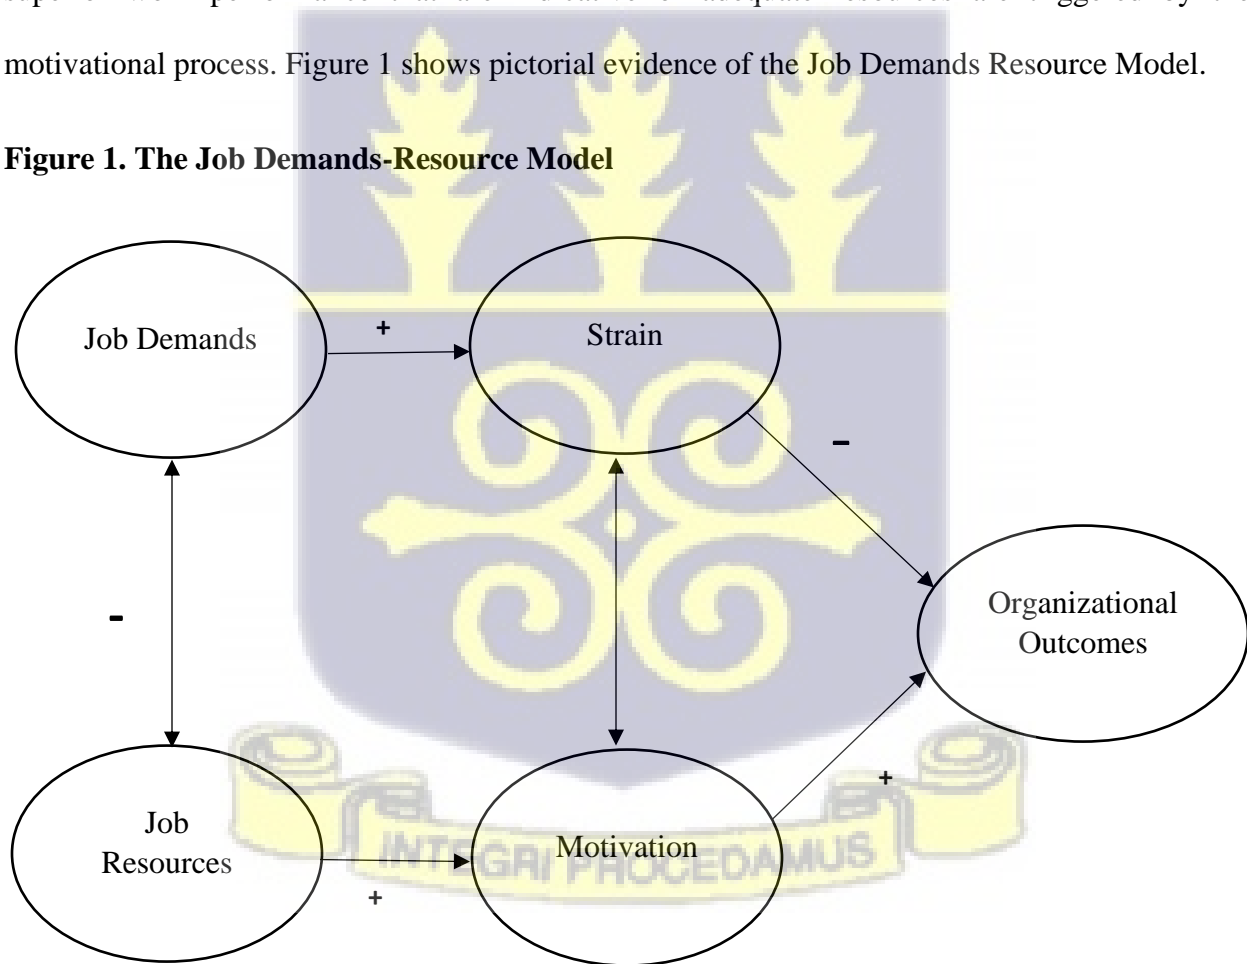 motivational process. Figure 1 shows pictorial evidence of the Job Demands Resource Model.
Figure 1. The Job Demands-Resource Model
Job Demands
+
Strain
-
-
Organizational
Outcomes
Job
Resources
+
Motivation
+
INTEGRI PROCEDAMUS